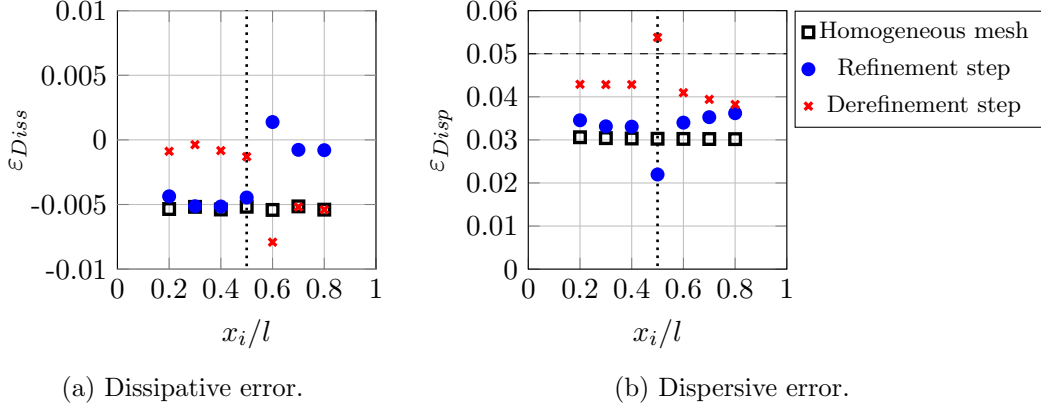 0.01
0.005
0
-0.005
-0.01
ε_Diss
0 0.2 0.4 0.6 0.8 1
x_i/l
(a) Dissipative error.
0.06
0.05
0.04
0.03
0.02
0.01
0
ε_Disp
0 0.2 0.4 0.6 0.8 1
x_i/l
(b) Dispersive error.
Homogeneous mesh
Refinement step
Derefinement step